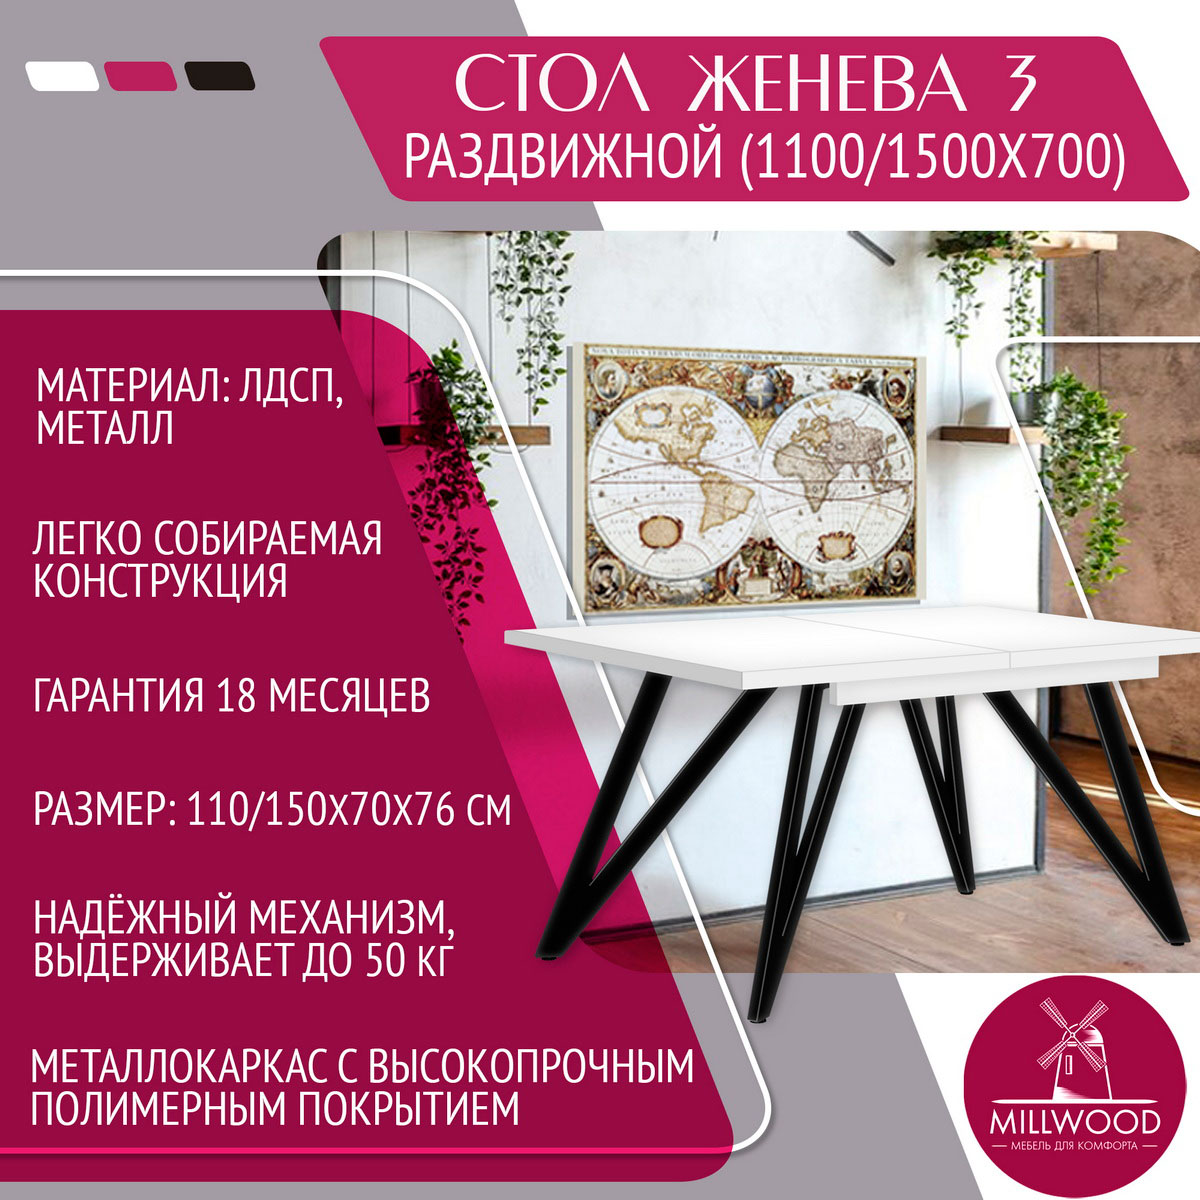 СТОЛ ЖЕНЕВА 3
РАЗДВИЖНОЙ (1100/1500Х700)
МАТЕРИАЛ: ЛДСП,
МЕТАЛЛ
ЛЕГКО СОБИРАЕМАЯ
КОНСТРУКЦИЯ
ГАРАНТИЯ 18 МЕСЯЦЕВ
РАЗМЕР: 110/150Х70Х76 СМ
НАДЁЖНЫЙ МЕХАНИЗМ,
ВЫДЕРЖИВАЕТ ДО 50 КГ
МЕТАЛЛОКАРКАС С ВЫСОКОПРОЧНЫМ
ПОЛИМЕРНЫМ ПОКРЫТИЕМ
MILLWOOD
— МЕБЕЛЬ ДЛЯ КОМФОРТА —